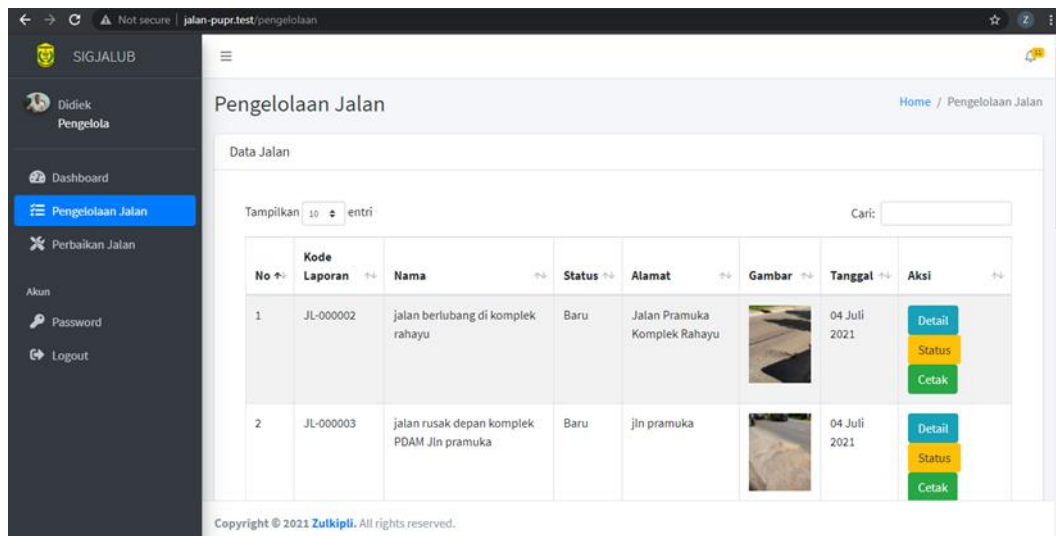 Not secure | jalan-pupr.test/pengelolaan
Z
SIGJALUB
Didiek
Pengelola
Dashboard
Pengelolaan Jalan
Perbaikan Jalan
Akun
Password
Logout
Pengelolaan Jalan
Home / Pengelolaan Jalan
Data Jalan
Tampilkan 10 entri
Cari:
No
Kode
Laporan
Nama
Status
Alamat
Gambar
Tanggal
Aksi
1
JL-000002
jalan berlubang di komplek
rahayu
Baru
Jalan Pramuka
Komplek Rahayu
04 Juli
2021
Detail
Status
Cetak
2
JL-000003
jalan rusak depan komplek
PDAM Jln pramuka
Baru
jln pramuka
04 Juli
2021
Detail
Status
Cetak
Copyright © 2021 Zulkipli. All rights reserved.